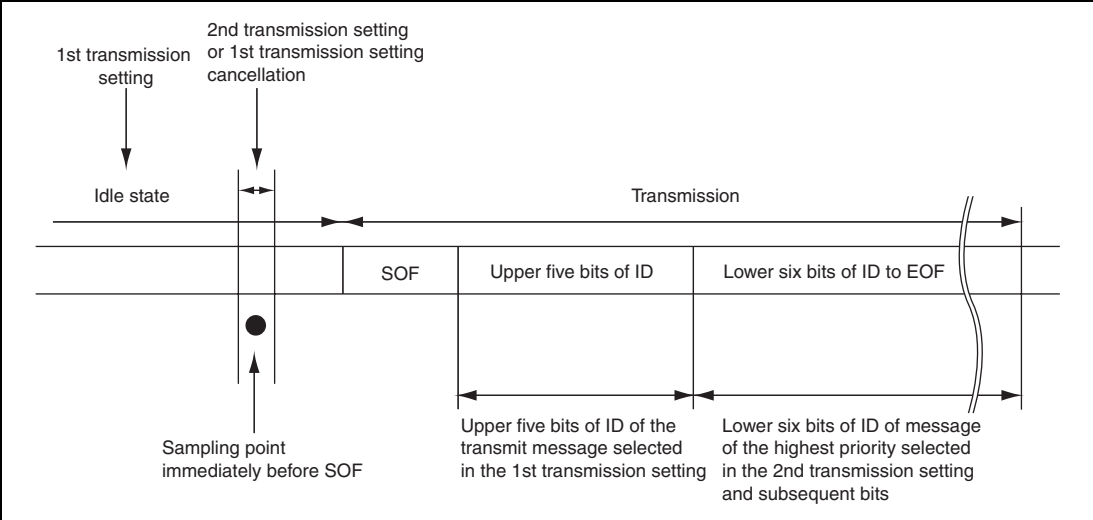 1st transmission
setting
2nd transmission setting
or 1st transmission setting
cancellation
Idle state
Transmission
SOF
Upper five bits of ID
Lower six bits of ID to EOF
Sampling point
immediately before SOF
Upper five bits of ID of the
transmit message selected
in the 1st transmission setting
Lower six bits of ID of message
of the highest priority selected
in the 2nd transmission setting
and subsequent bits